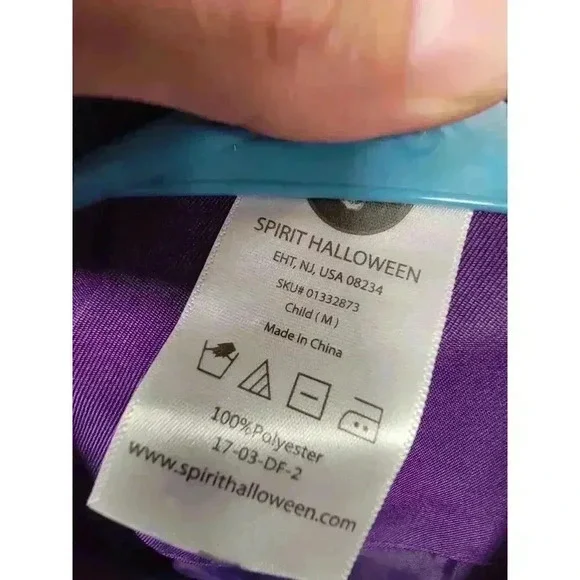 SPIRIT HALLOWEEN
EHT, NJ, USA 08234
SKU# 01332873
Child ( M )
Made in China
100%Polyester
17-03-DF-2
www.spirithalloween.com